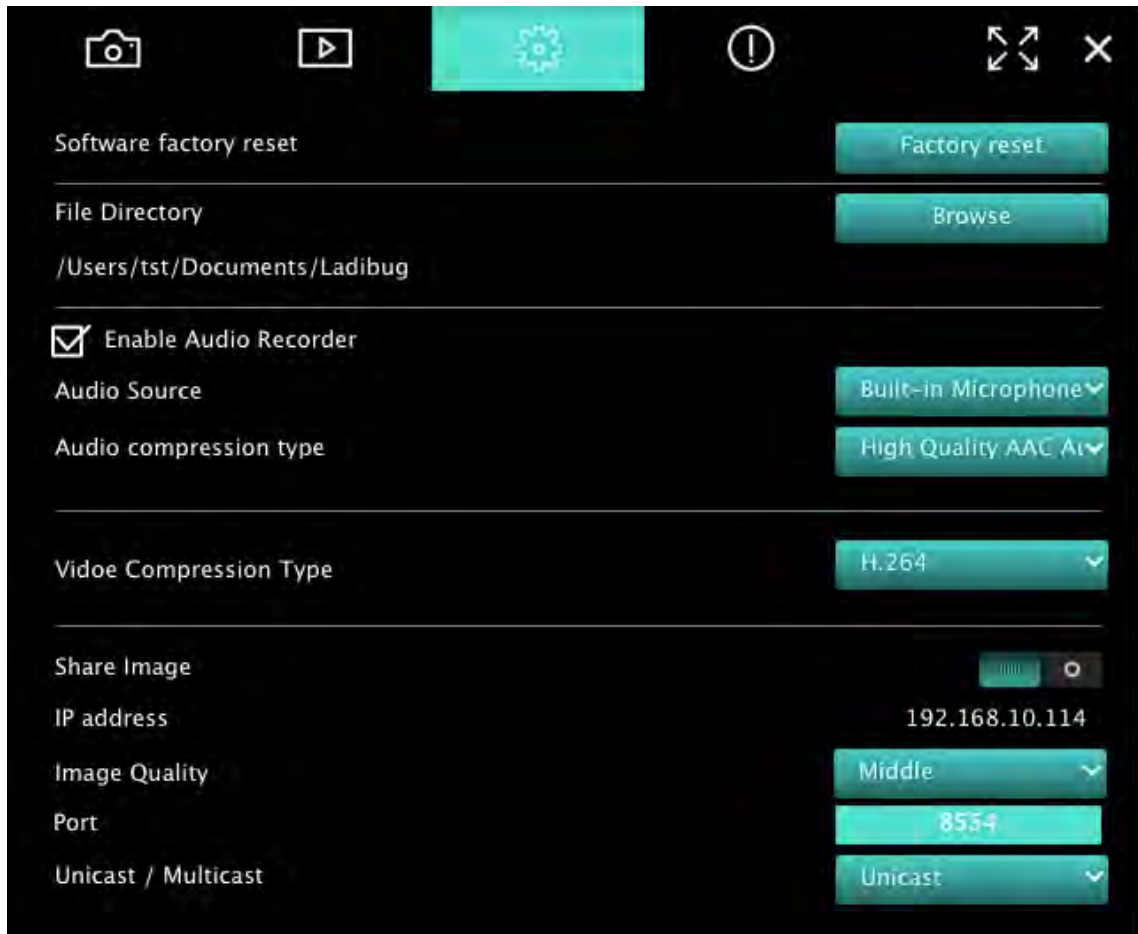 Software factory reset
Factory reset
File Directory
Browse
/Users/tst/Documents/Ladibug
Enable Audio Recorder
Audio Source
Built-in Microphone
Audio compression type
High Quality AAC
Vidoe Compression Type
H.264
Share Image
IP address
192.168.10.114
Image Quality
Middle
Port
8554
Unicast / Multicast
Unicast